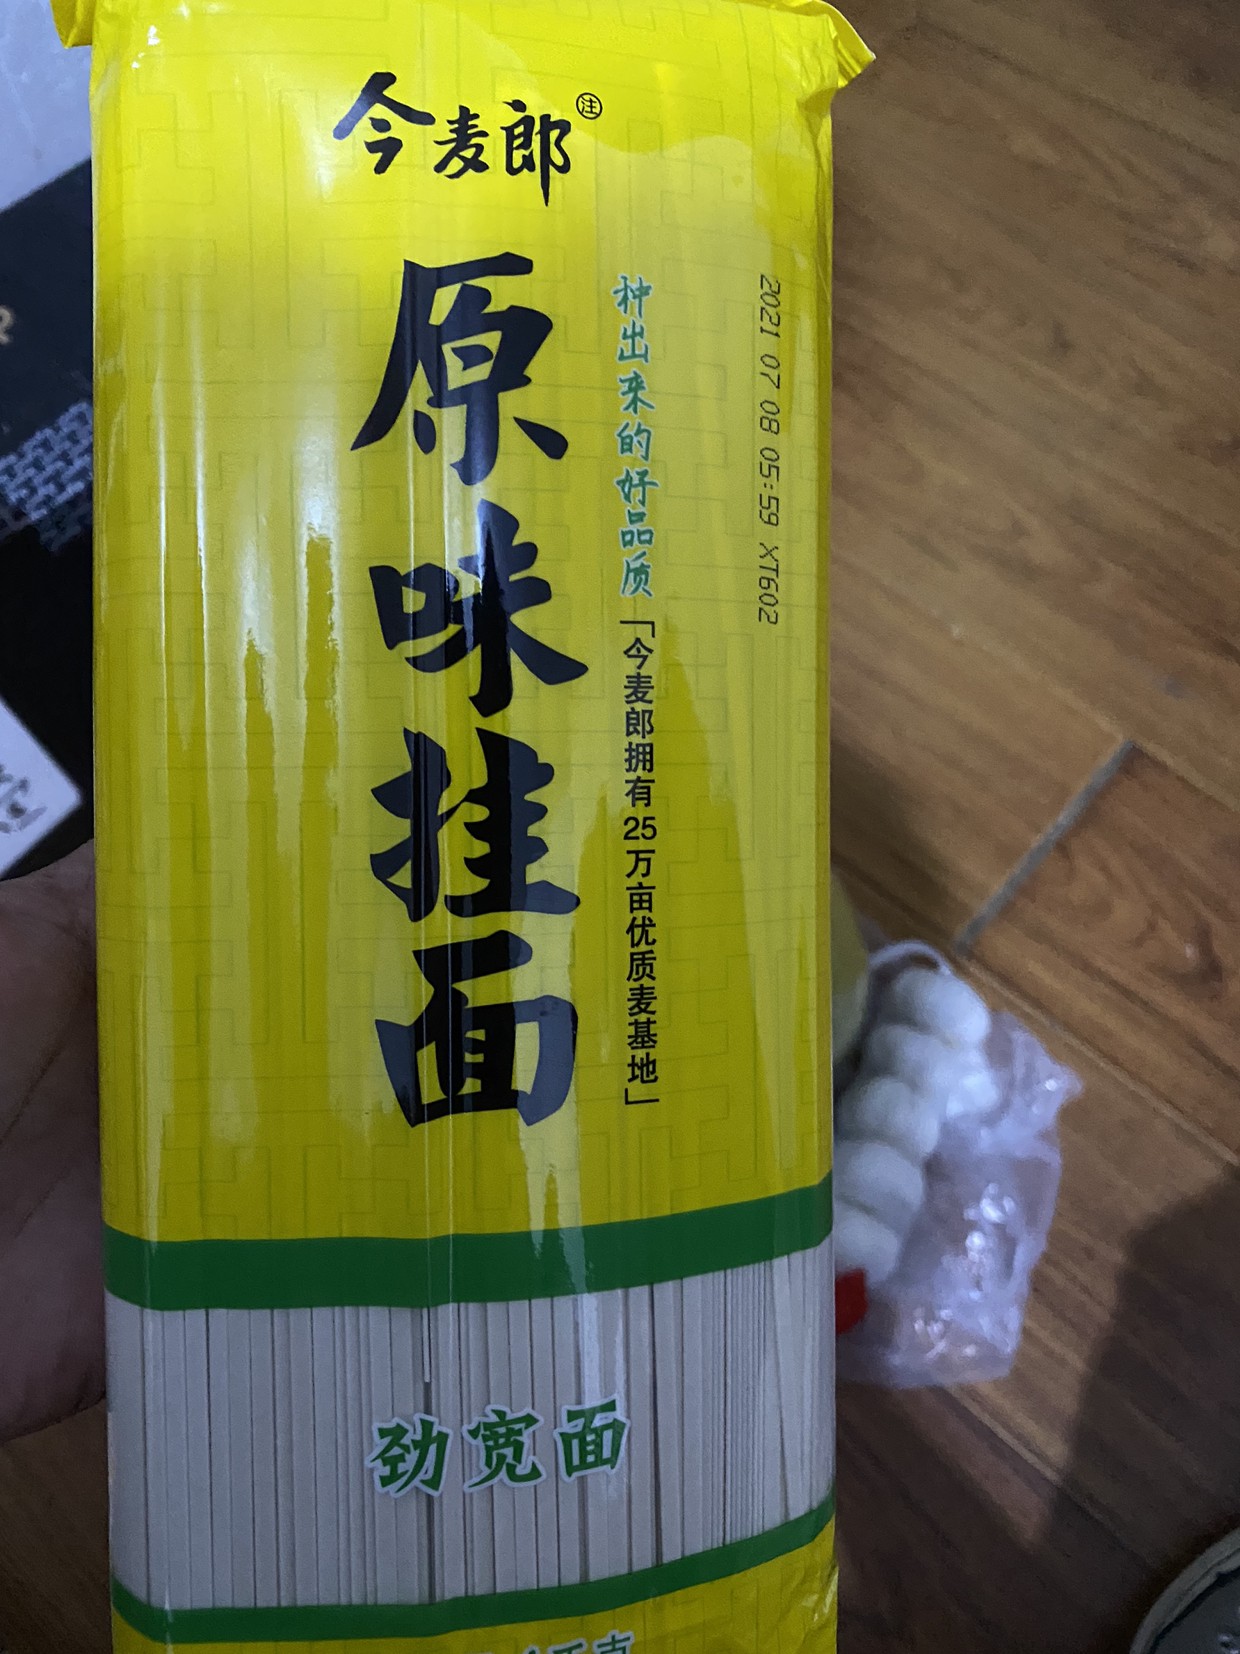 今麦郎
注
原味挂面
种出来的好品质
「今麦郎拥有25万亩优质麦基地」
2021 07 08 05:59 XT602
劲宽面